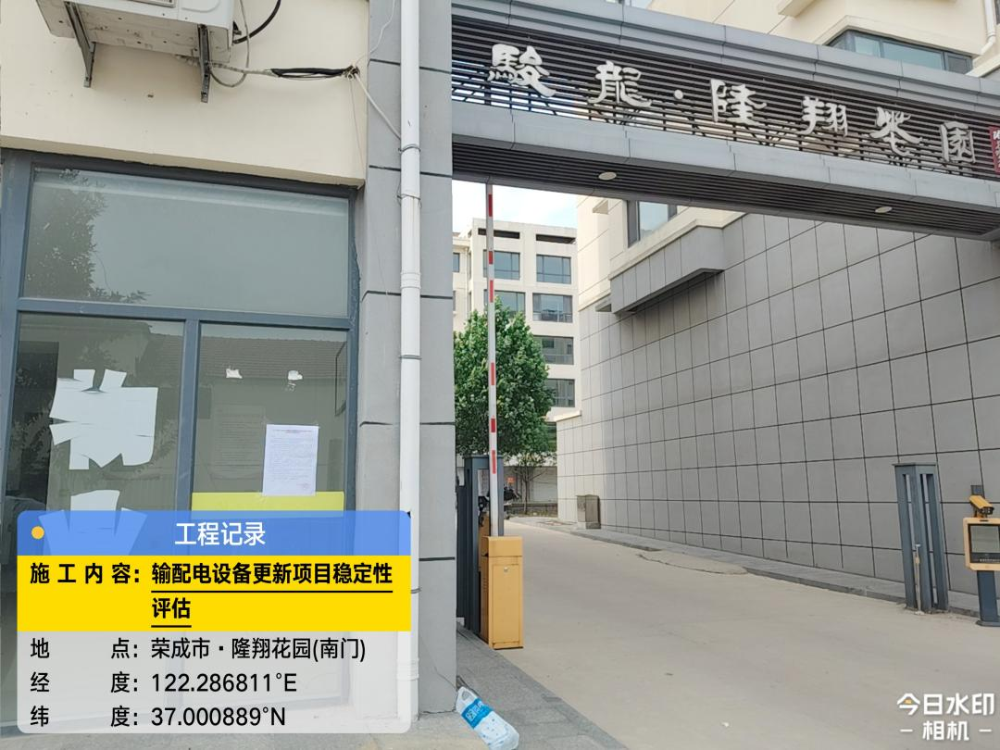 駿龍·隆翔花園
工程记录
施工内容：输配电设备更新项目稳定性
评估
地点：荣成市·隆翔花园(南门)
经度：122.286811°E
纬度：37.000889°N
今日水印
相机